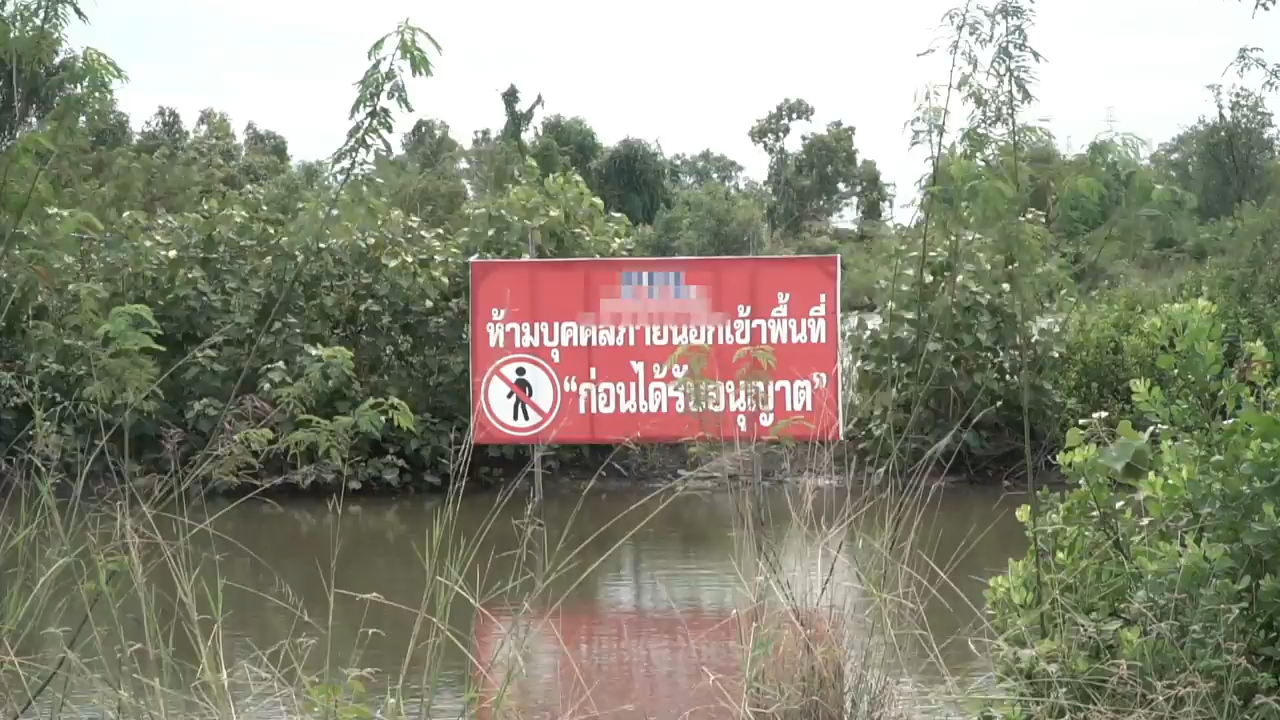 ห้ามบุคคลภายนอกเข้าพื้นที่
“ก่อนได้รับอนุญาต”